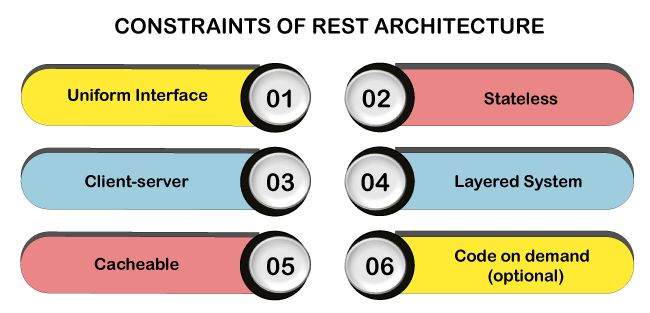 CONSTRAINTS OF REST ARCHITECTURE
Uniform Interface 01
02 Stateless
Client-server 03
04 Layered System
Cacheable 05
06 Code on demand
(optional)